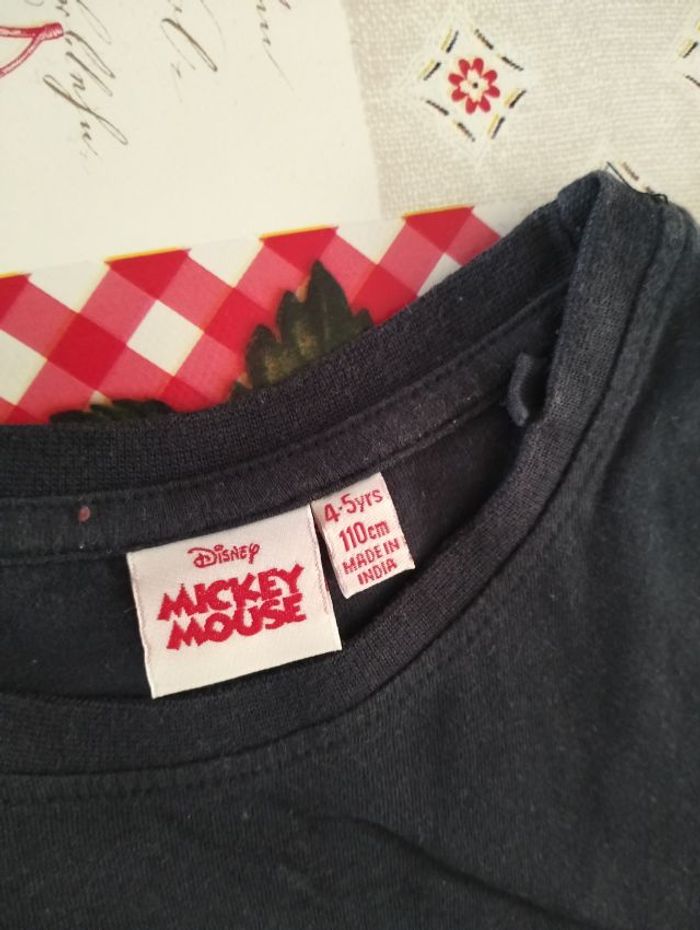 Disney
MICKEY
MOUSE
4-5yrs
110cm
MADE IN
INDIA